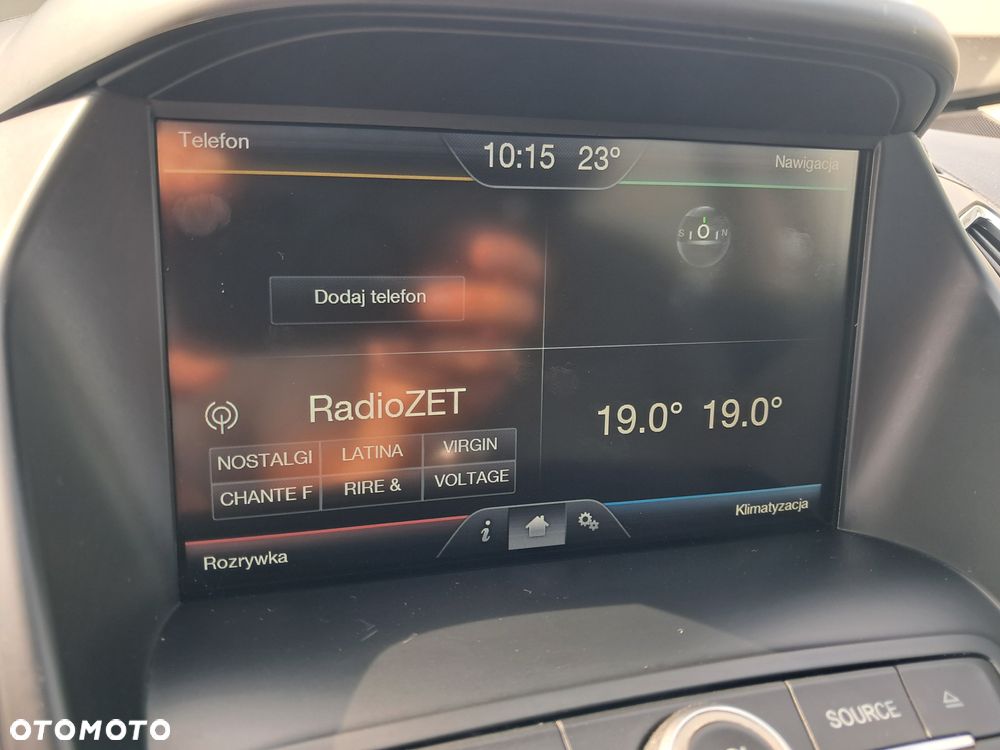 Telefon
10:15 23°
Nawigacja
S O N
Dodaj telefon
RadioZET
NOSTALGI LATINA VIRGIN
CHANTE F RIRE & VOLTAGE
19.0° 19.0°
Rozrywka
i
Klimatyzacja
SOURCE
OTOMOTO